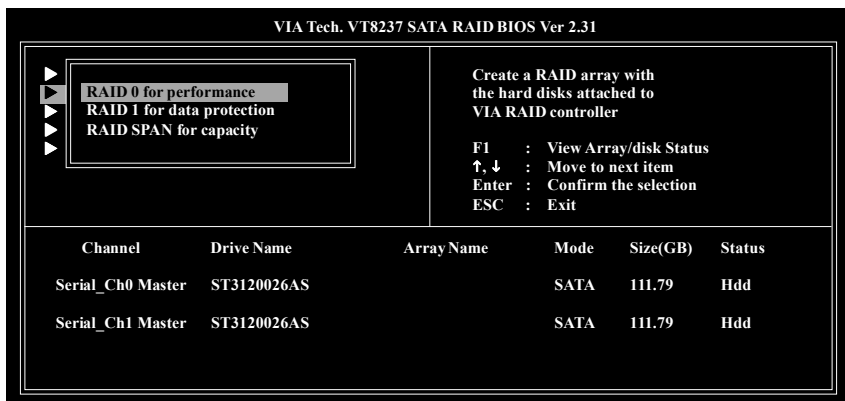 VIA Tech. VT8237 SATA RAID BIOS Ver 2.31
RAID 0 for performance
RAID 1 for data protection
RAID SPAN for capacity
Create a RAID array with
the hard disks attached to
VIA RAID controller
F1 : View Array/disk Status
↑, ↓ : Move to next item
Enter : Confirm the selection
ESC : Exit
Channel Drive Name Array Name Mode Size(GB) Status
Serial_Ch0 Master ST3120026AS SATA 111.79 Hdd
Serial_Ch1 Master ST3120026AS SATA 111.79 Hdd